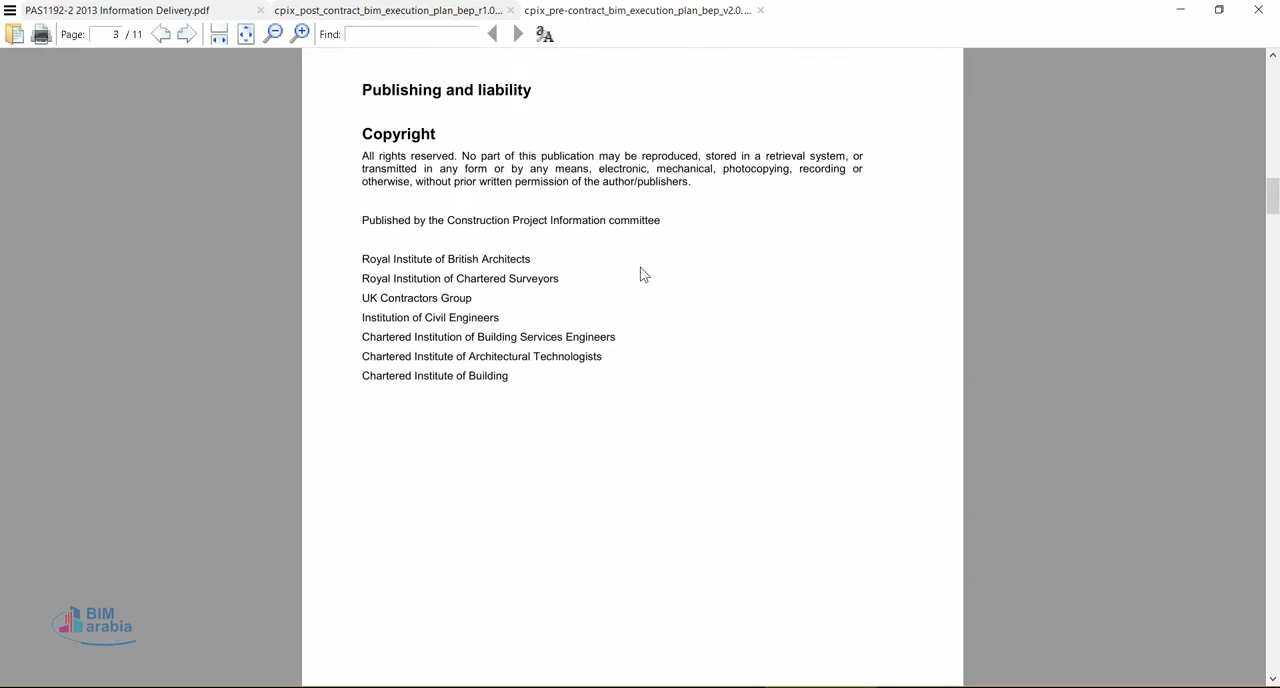 PAS1192-2 2013 Information Delivery.pdf
cpix_post_contract_bim_execution_plan_bep_r1.0...
cpix_pre-contract_bim_execution_plan_bep_v2.0....
Page: 3 / 11
Find:
Publishing and liability
Copyright
All rights reserved. No part of this publication may be reproduced, stored in a retrieval system, or
transmitted in any form or by any means, electronic, mechanical, photocopying, recording or
otherwise, without prior written permission of the author/publishers.
Published by the Construction Project Information committee
Royal Institute of British Architects
Royal Institution of Chartered Surveyors
UK Contractors Group
Institution of Civil Engineers
Chartered Institution of Building Services Engineers
Chartered Institute of Architectural Technologists
Chartered Institute of Building
BIM
arabia